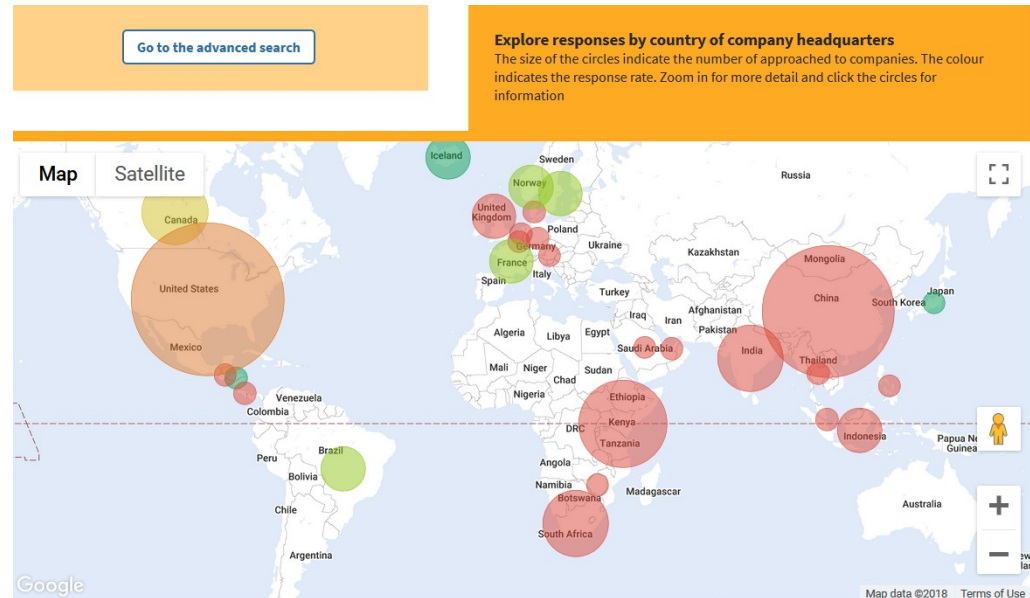 Go to the advanced search
Explore responses by country of company headquarters
The size of the circles indicate the number of approached to companies. The colour
indicates the response rate. Zoom in for more detail and click the circles for
information
Map
Satellite
Iceland
Sweden
Norway
Russia
Canada
United
Kingdom
Poland
Germany
Ukraine
Kazakhstan
Mongolia
France
Italy
Spain
United States
Turkey
China
Japan
South Korea
Afghanistan
Iraq
Iran
Pakistan
Algeria
Libya
Egypt
Mexico
Saudi Arabia
India
Thailand
Mali
Niger
Sudan
Chad
Nigeria
Ethiopia
Venezuela
Colombia
DRC
Kenya
Tanzania
Indonesia
Papua Ne
Guinea
Brazil
Peru
Bolivia
Angola
Namibia
Botswana
Madagascar
Australia
Chile
South Africa
Argentina
Google
Map data ©2018
Terms of Use